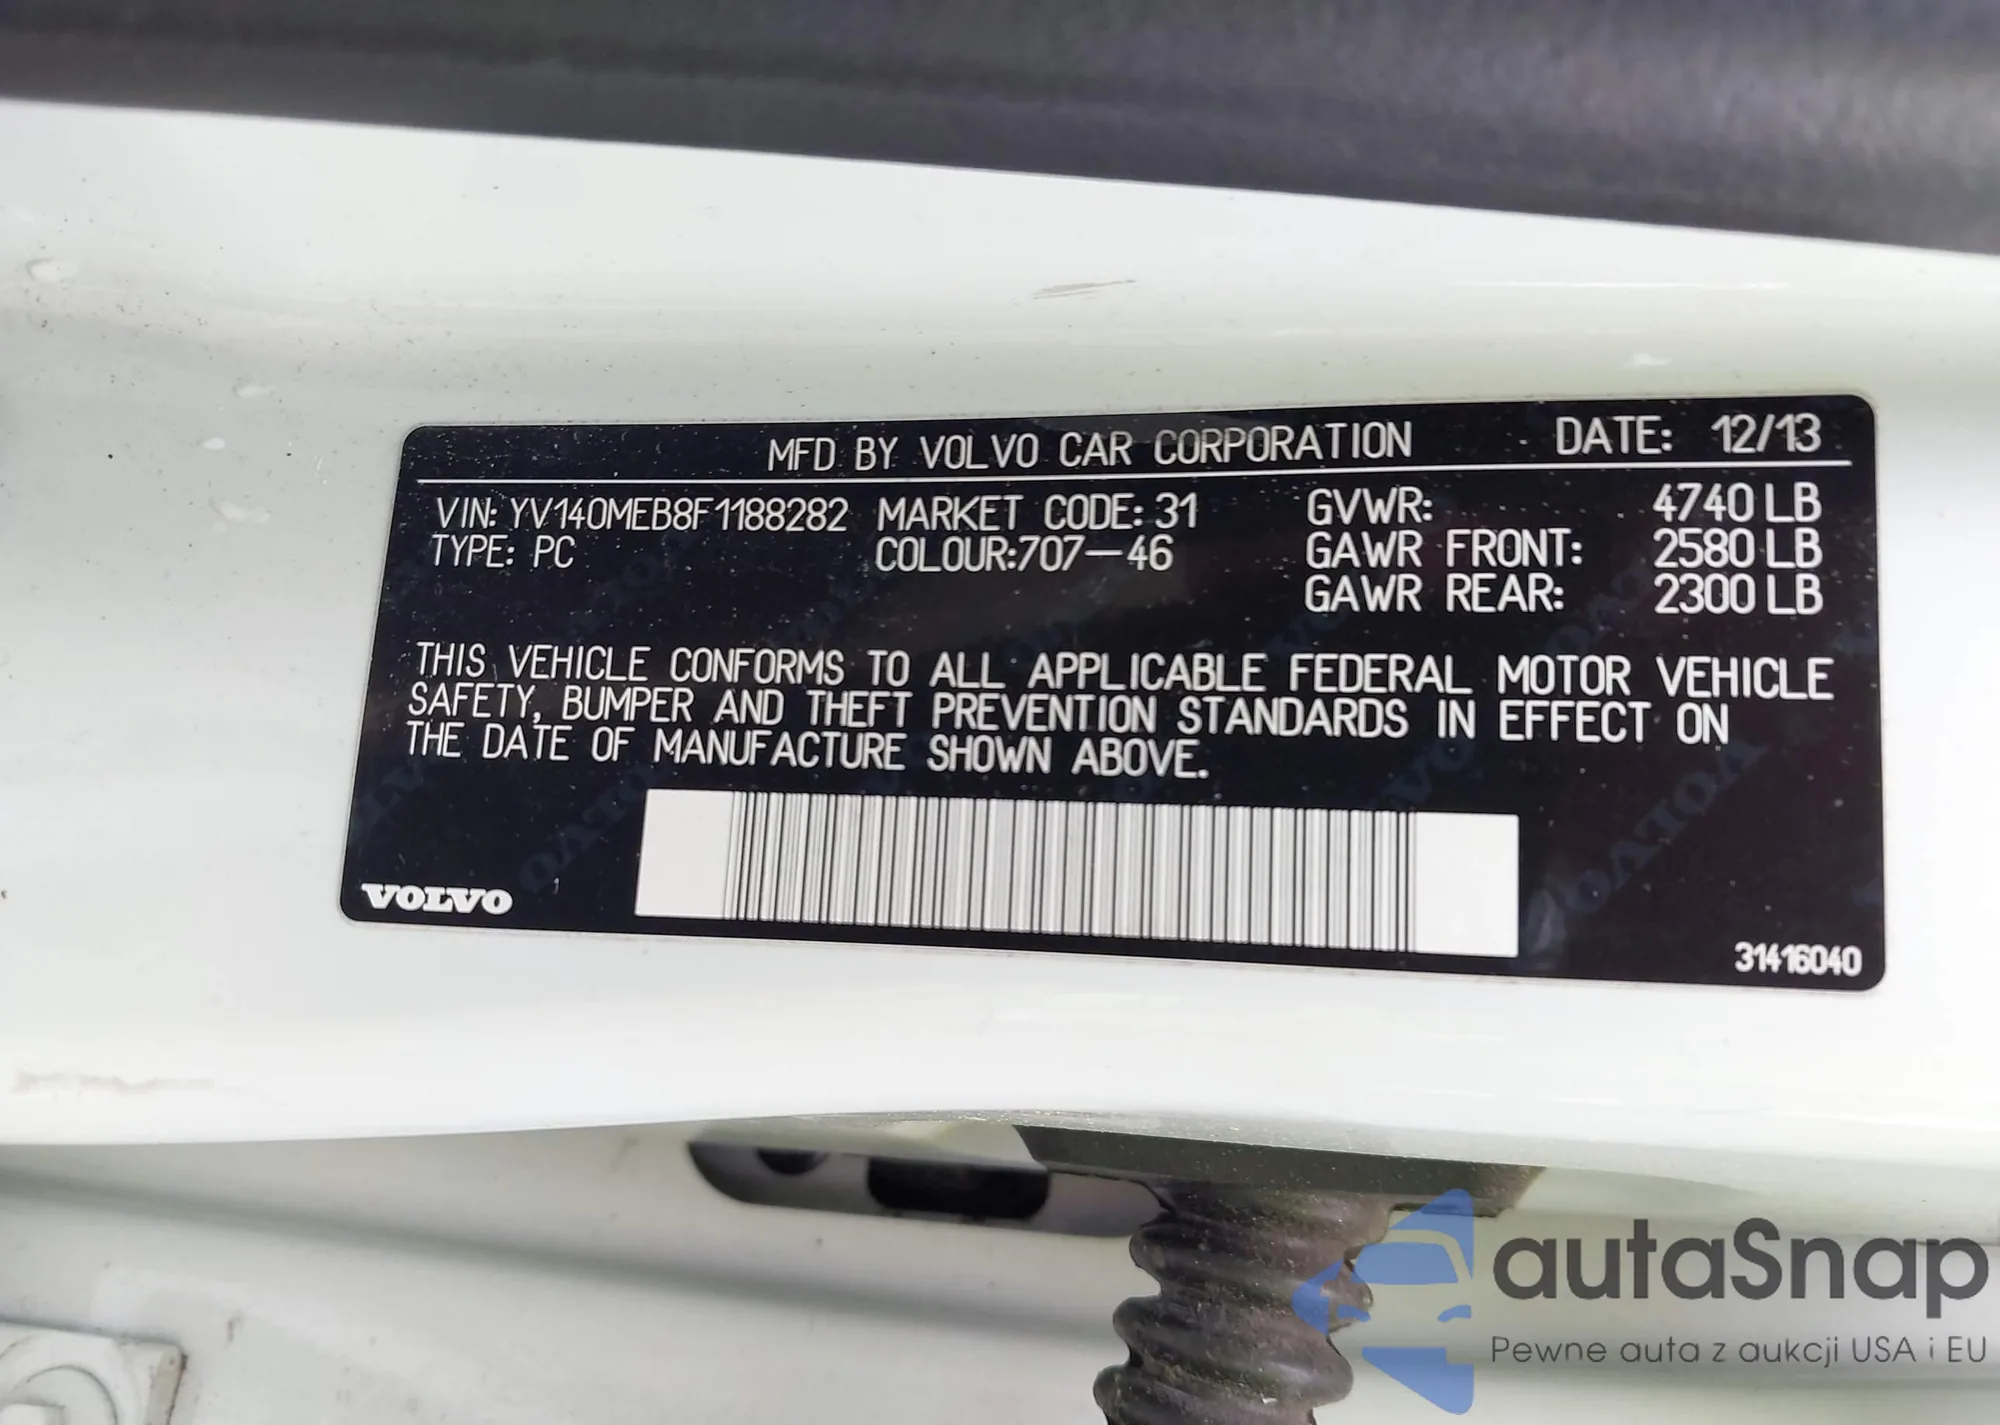 MFD BY VOLVO CAR CORPORATION DATE: 12/13
VIN: YV140MEB8F1188282 MARKET CODE: 31 GVWR: 4740 LB
TYPE: PC COLOUR:707-46 GAWR FRONT: 2580 LB
GAWR REAR: 2300 LB
THIS VEHICLE CONFORMS TO ALL APPLICABLE FEDERAL MOTOR VEHICLE
SAFETY, BUMPER AND THEFT PREVENTION STANDARDS IN EFFECT ON
THE DATE OF MANUFACTURE SHOWN ABOVE.
VOLVO
31416040
autaSnap
Pewne auta z aukcji USA i EU